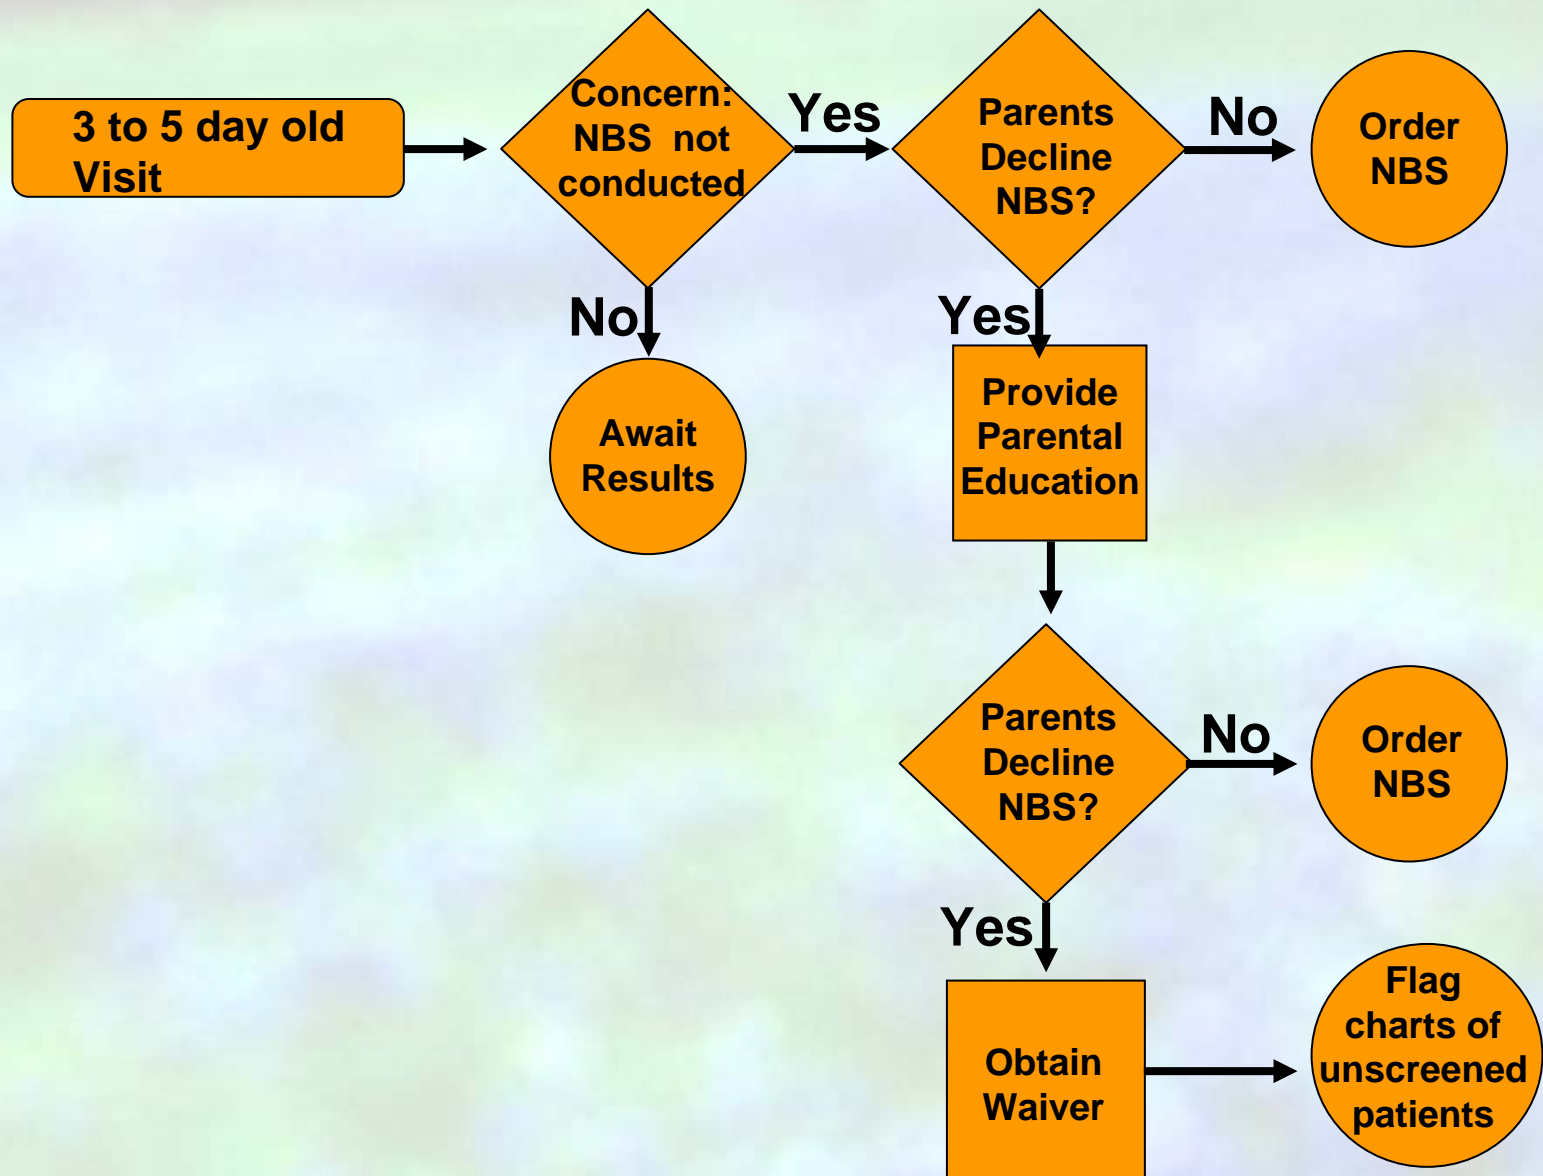 3 to 5 day old
Visit
Concern:
NBS not
conducted
Yes
Parents
Decline
NBS?
No
Order
NBS
No
Await
Results
Yes
Provide
Parental
Education
Parents
Decline
NBS?
No
Order
NBS
Yes
Obtain
Waiver
Flag
charts of
unscreened
patients